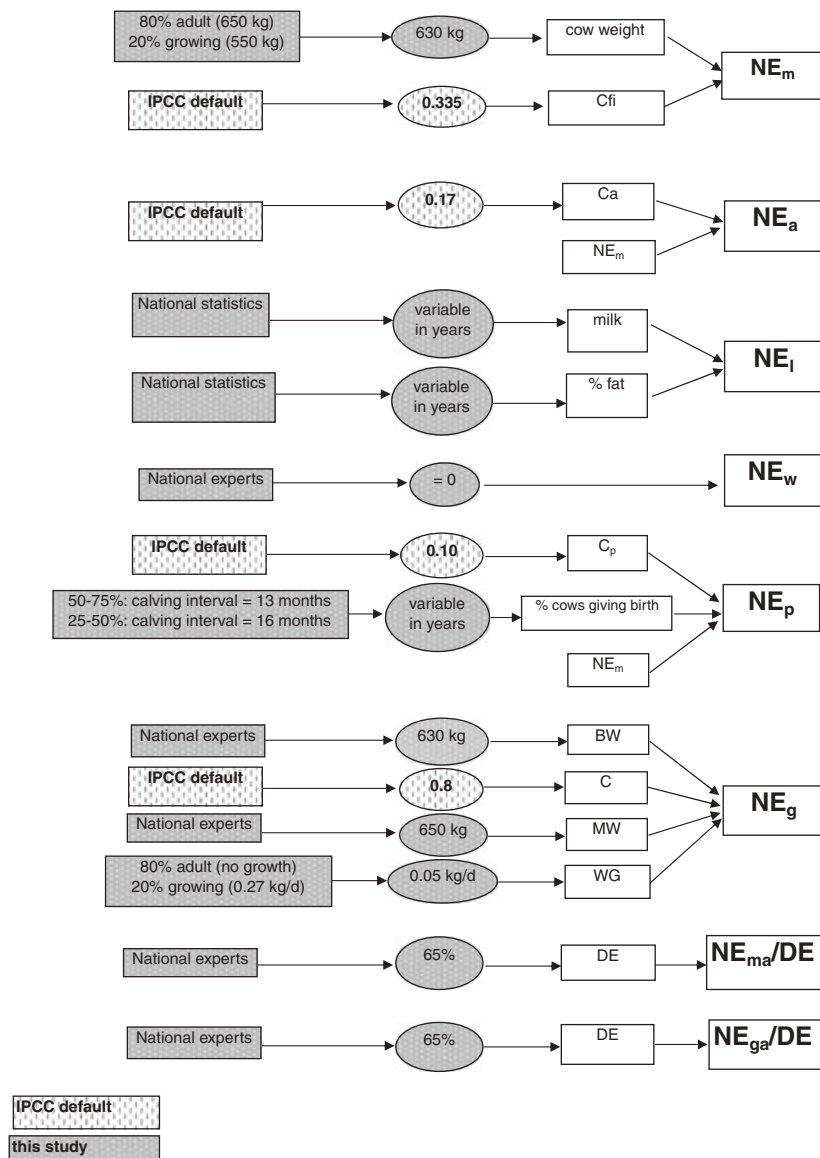 80% adult (650 kg)
20% growing (550 kg)
630 kg
cow weight
NEm
IPCC default
0.335
Cfi
IPCC default
0.17
Ca
NEa
NEm
National statistics
variable
in years
milk
NEl
National statistics
variable
in years
% fat
National experts
= 0
NEw
IPCC default
0.10
Cp
50-75%: calving interval = 13 months
25-50%: calving interval = 16 months
variable
in years
% cows giving birth
NEp
NEm
National experts
630 kg
BW
IPCC default
0.8
C
NEg
National experts
650 kg
MW
80% adult (no growth)
20% growing (0.27 kg/d)
0.05 kg/d
WG
National experts
65%
DE
NEma/DE
National experts
65%
DE
NEga/DE
IPCC default
this study